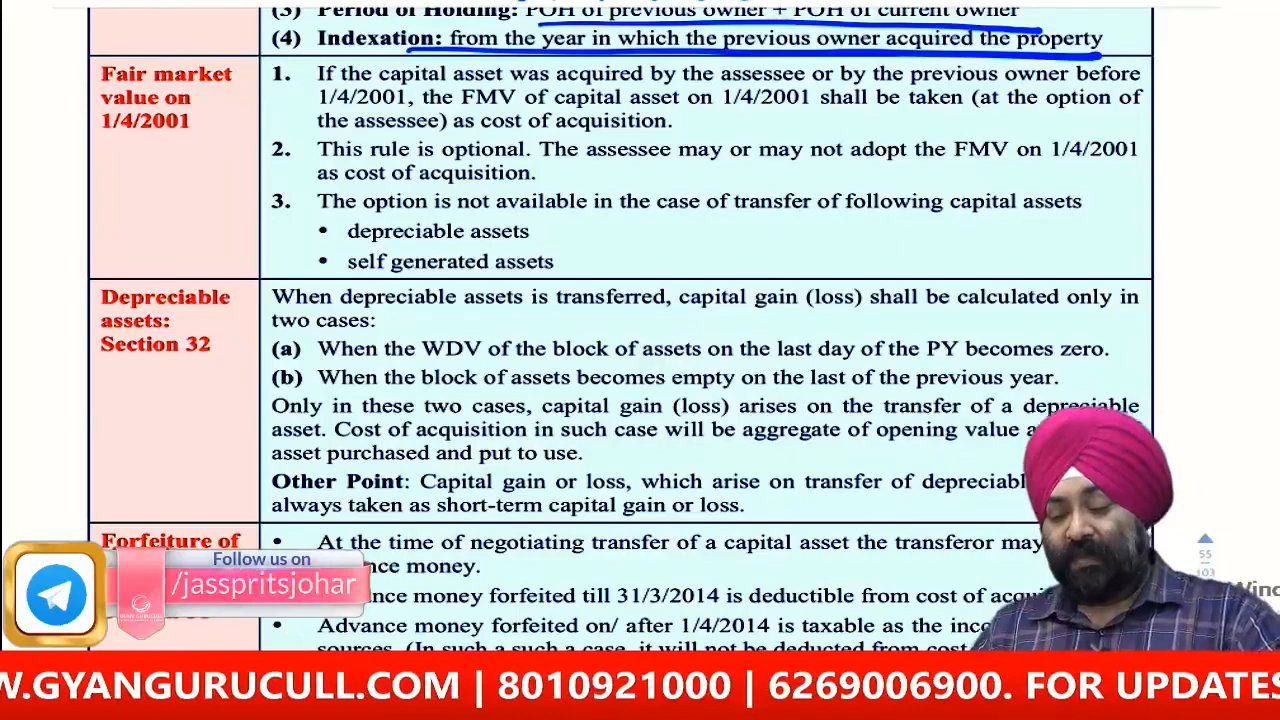 (3) Period of Holding: POH of previous owner + POH of current owner
(4) Indexation: from the year in which the previous owner acquired the property
Fair market
value on
1/4/2001
1. If the capital asset was acquired by the assessee or by the previous owner before
1/4/2001, the FMV of capital asset on 1/4/2001 shall be taken (at the option of
the assessee) as cost of acquisition.
2. This rule is optional. The assessee may or may not adopt the FMV on 1/4/2001
as cost of acquisition.
3. The option is not available in the case of transfer of following capital assets
• depreciable assets
• self generated assets
Depreciable
assets:
Section 32
When depreciable assets is transferred, capital gain (loss) shall be calculated only in
two cases:
(a) When the WDV of the block of assets on the last day of the PY becomes zero.
(b) When the block of assets becomes empty on the last of the previous year.
Only in these two cases, capital gain (loss) arises on the transfer of a depreciable
asset. Cost of acquisition in such case will be aggregate of opening value
asset purchased and put to use.
Other Point: Capital gain or loss, which arise on transfer of
always taken as short-term capital gain or loss.
Forfeiture of
• At the time of negotiating transfer of a capital asset the transferor may
money.
money forfeited till 31/3/2014 is deductible from cost of
• Advance money forfeited on/ after 1/4/2014 is taxable as the
sources. (In such a such a case, it will not be deducted from cost
Follow us on
/jasspritsjohar
55
103
W.GYANGURUCULL.COM | 8010921000 | 6269006900. FOR UPDATES